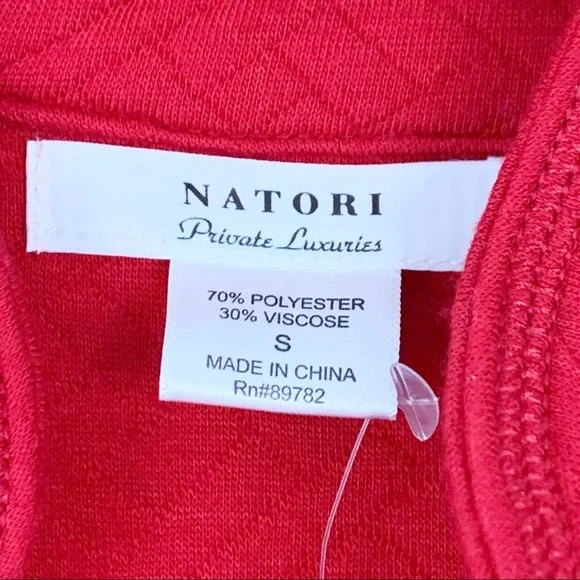 NATORI
Private Luxuries
70% POLYESTER
30% VISCOSE
S
MADE IN CHINA
Rn#89782